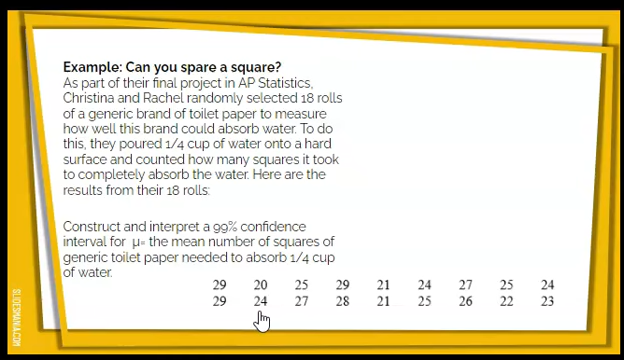 Example: Can you spare a square?
As part of their final project in AP Statistics,
Christina and Rachel randomly selected 18 rolls
of a generic brand of toilet paper to measure
how well this brand could absorb water. To do
this, they poured 1/4 cup of water onto a hard
surface and counted how many squares it took
to completely absorb the water. Here are the
results from their 18 rolls:
Construct and interpret a 99% confidence
interval for μ= the mean number of squares of
generic toilet paper needed to absorb 1/4 cup
of water.
29 20 25 29 21 24 27 25 24
29 24 27 28 21 25 26 22 23
SLIDESMANIA.COM